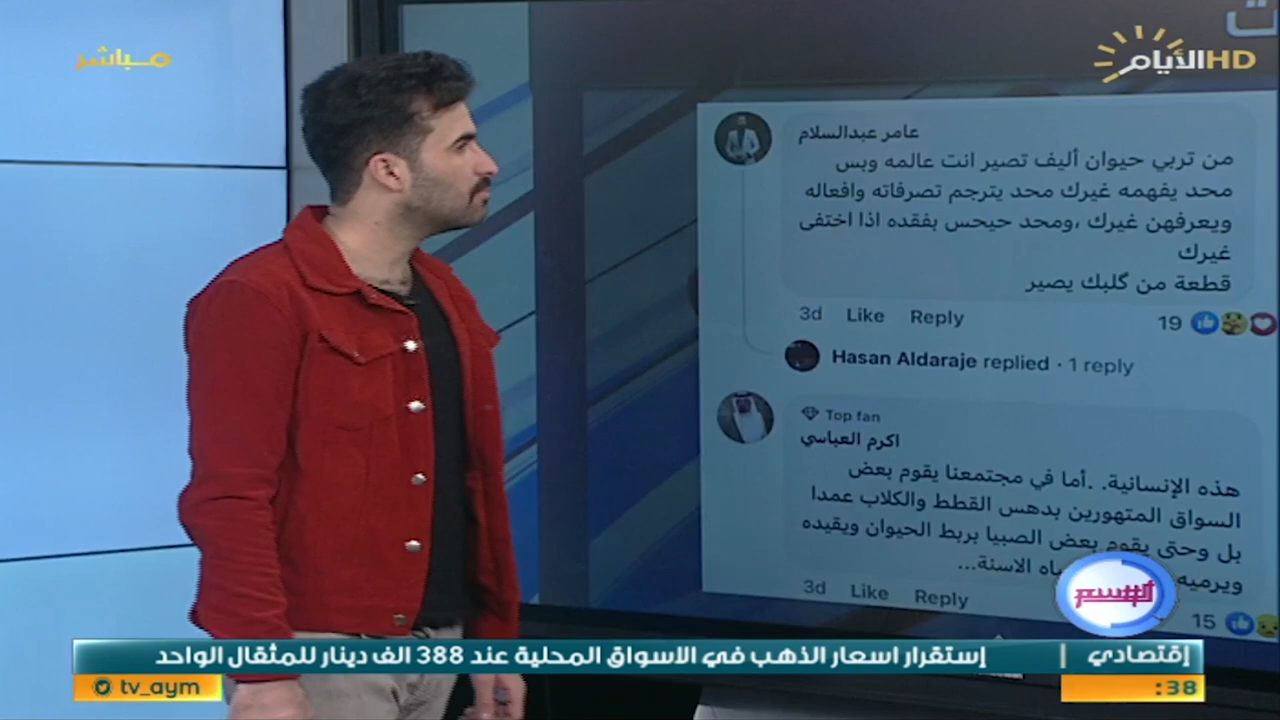 مباشر
الأيام HD
عامر عبدالسلام
من تربي حيوان أليف تصير انت عالمه وبس
محد يفهمه غيرك محد يترجم تصرفاته وافعاله
ويعرفهن غيرك ،ومحد حيحس بفقده اذا اختفى
غيرك
قطعة من گلبك يصير
3d Like Reply 19
Hasan Aldaraje replied · 1 reply
Top fan
اكرم العباسي
هذه الإنسانية. .أما في مجتمعنا يقوم بعض
السواق المتهورين بدهس القطط والكلاب عمدا
بل وحتى يقوم بعض الصبيا بربط الحيوان ويقيده
ويرميه الاسنة...
3d Like Reply 15
إقتصادي | إستقرار اسعار الذهب في الاسواق المحلية عند 388 الف دينار للمثقال الواحد
tv_aym
:38